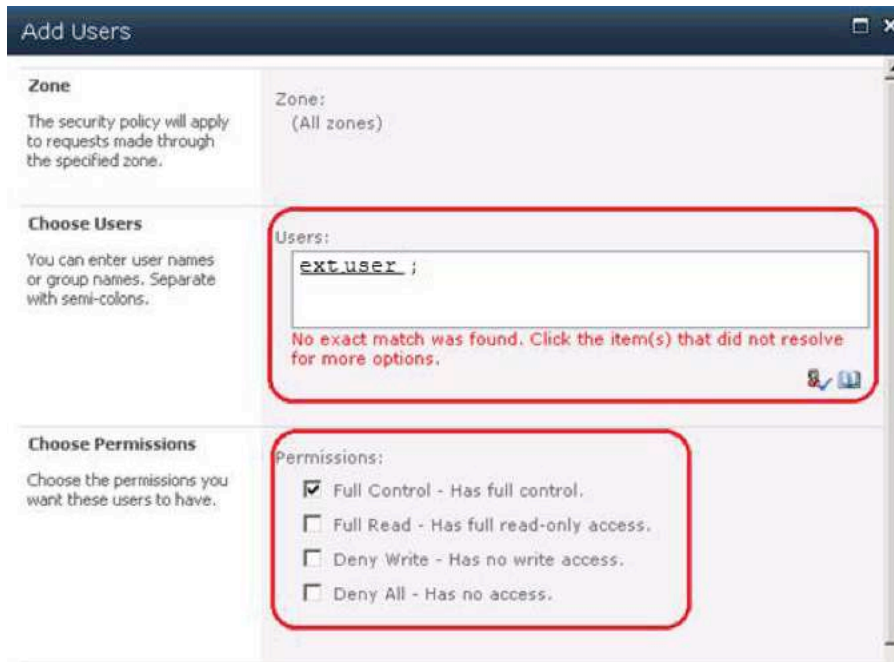 Add Users
Zone
The security policy will apply
to requests made through
the specified zone.
Zone:
(All zones)
Choose Users
You can enter user names
or group names. Separate
with semi-colons.
Users:
ext_user ;
No exact match was found. Click the item(s) that did not resolve
for more options.
Choose Permissions
Choose the permissions you
want these users to have.
Permissions:
Full Control - Has full control.
Full Read - Has full read-only access.
Deny Write - Has no write access.
Deny All - Has no access.